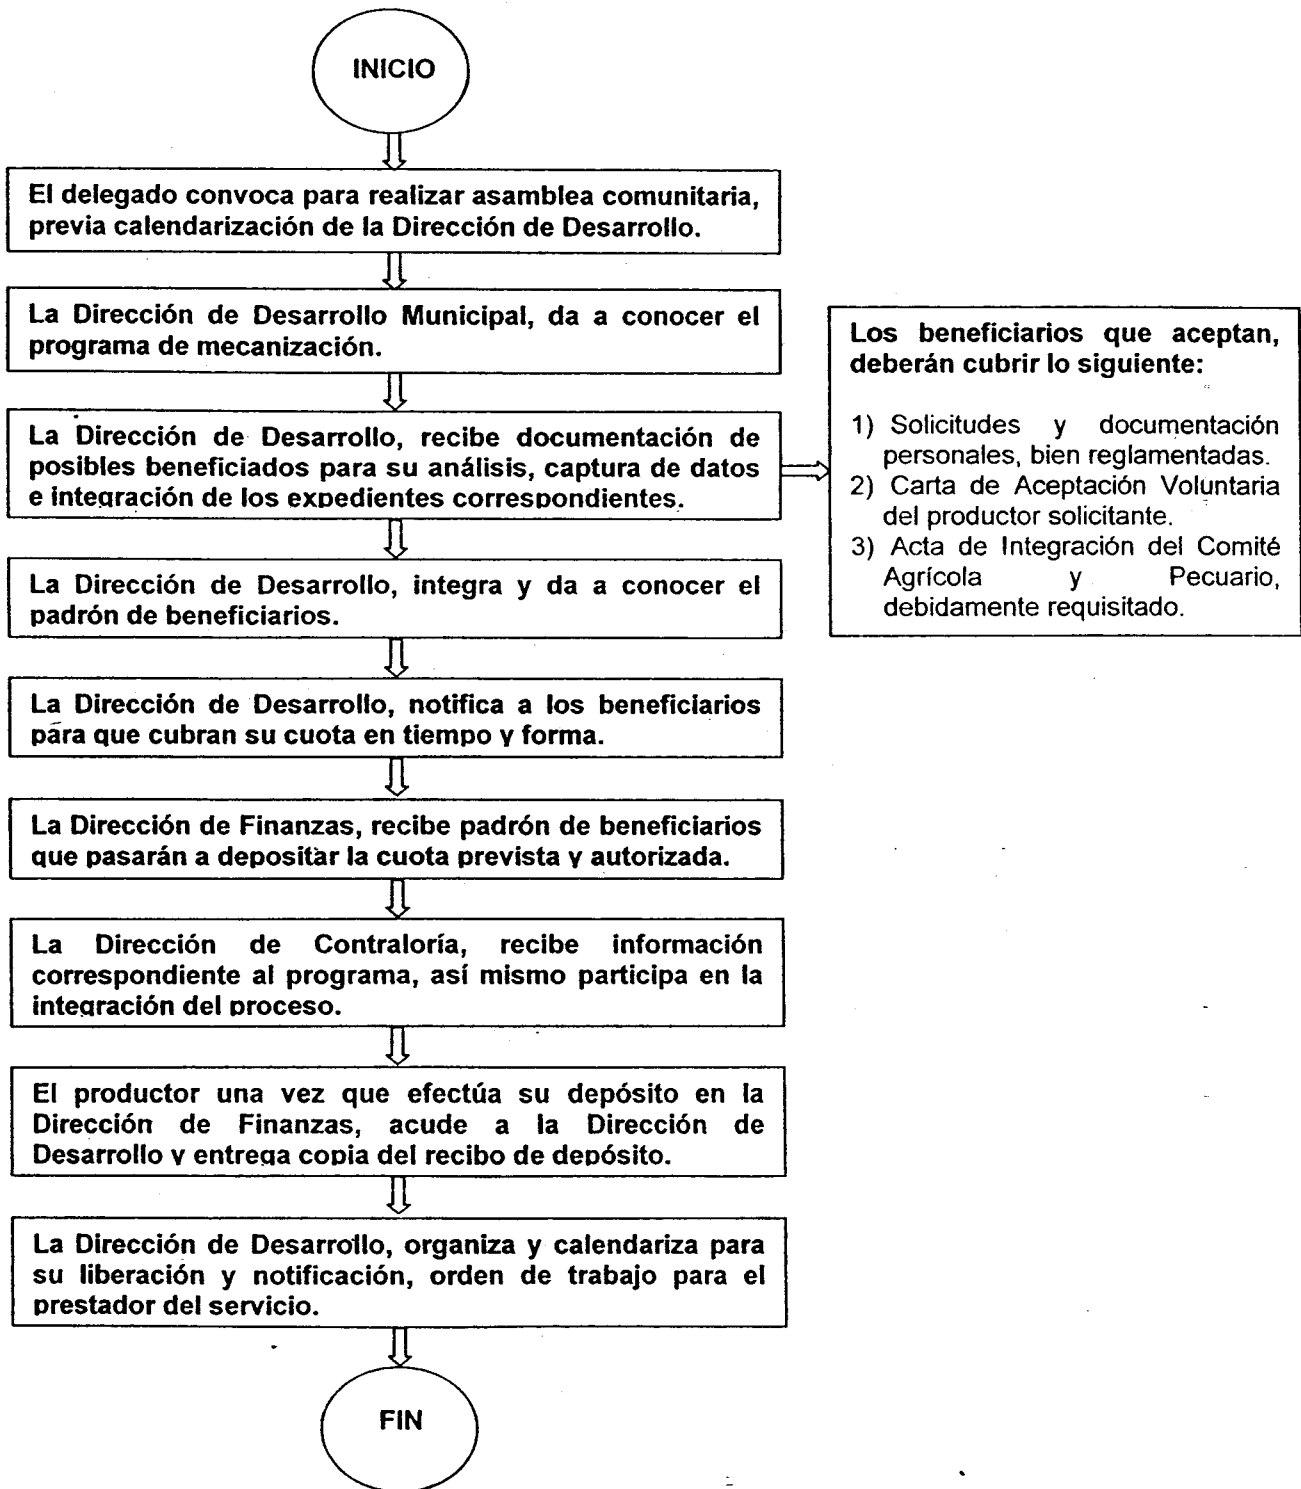 INICIO
El delegado convoca para realizar asamblea comunitaria,
previa calendarización de la Dirección de Desarrollo.
La Dirección de Desarrollo Municipal, da a conocer el
programa de mecanización.
La Dirección de Desarrollo, recibe documentación de
posibles beneficiados para su análisis, captura de datos
e integración de los expedientes correspondientes.
Los beneficiarios que aceptan,
deberán cubrir lo siguiente:
1) Solicitudes y documentación
personales, bien reglamentadas.
2) Carta de Aceptación Voluntaria
del productor solicitante.
3) Acta de Integración del Comité
Agrícola y Pecuario,
debidamente requisitado.
La Dirección de Desarrollo, integra y da a conocer el
padrón de beneficiarios.
La Dirección de Desarrollo, notifica a los beneficiarios
para que cubran su cuota en tiempo y forma.
La Dirección de Finanzas, recibe padrón de beneficiarios
que pasarán a depositar la cuota prevista y autorizada.
La Dirección de Contraloría, recibe información
correspondiente al programa, así mismo participa en la
integración del proceso.
El productor una vez que efectúa su depósito en la
Dirección de Finanzas, acude a la Dirección de
Desarrollo y entrega copia del recibo de depósito.
La Dirección de Desarrollo, organiza y calendariza para
su liberación y notificación, orden de trabajo para el
prestador del servicio.
FIN